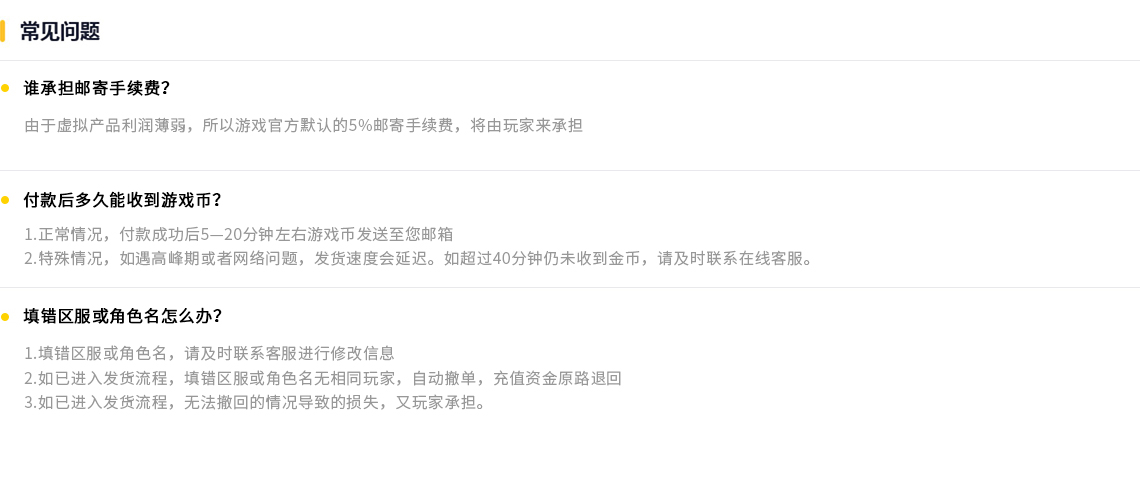 常见问题
谁承担邮寄手续费？
由于虚拟产品利润薄弱，所以游戏官方默认的5%邮寄手续费，将由玩家来承担
付款后多久能收到游戏币？
1.正常情况，付款成功后5—20分钟左右游戏币发送至您邮箱
2.特殊情况，如遇高峰期或者网络问题，发货速度会延迟。如超过40分钟仍未收到金币，请及时联系在线客服。
填错区服或角色名怎么办？
1.填错区服或角色名，请及时联系客服进行修改信息
2.如已进入发货流程，填错区服或角色名无相同玩家，自动撤单，充值资金原路退回
3.如已进入发货流程，无法撤回的情况导致的损失，又玩家承担。